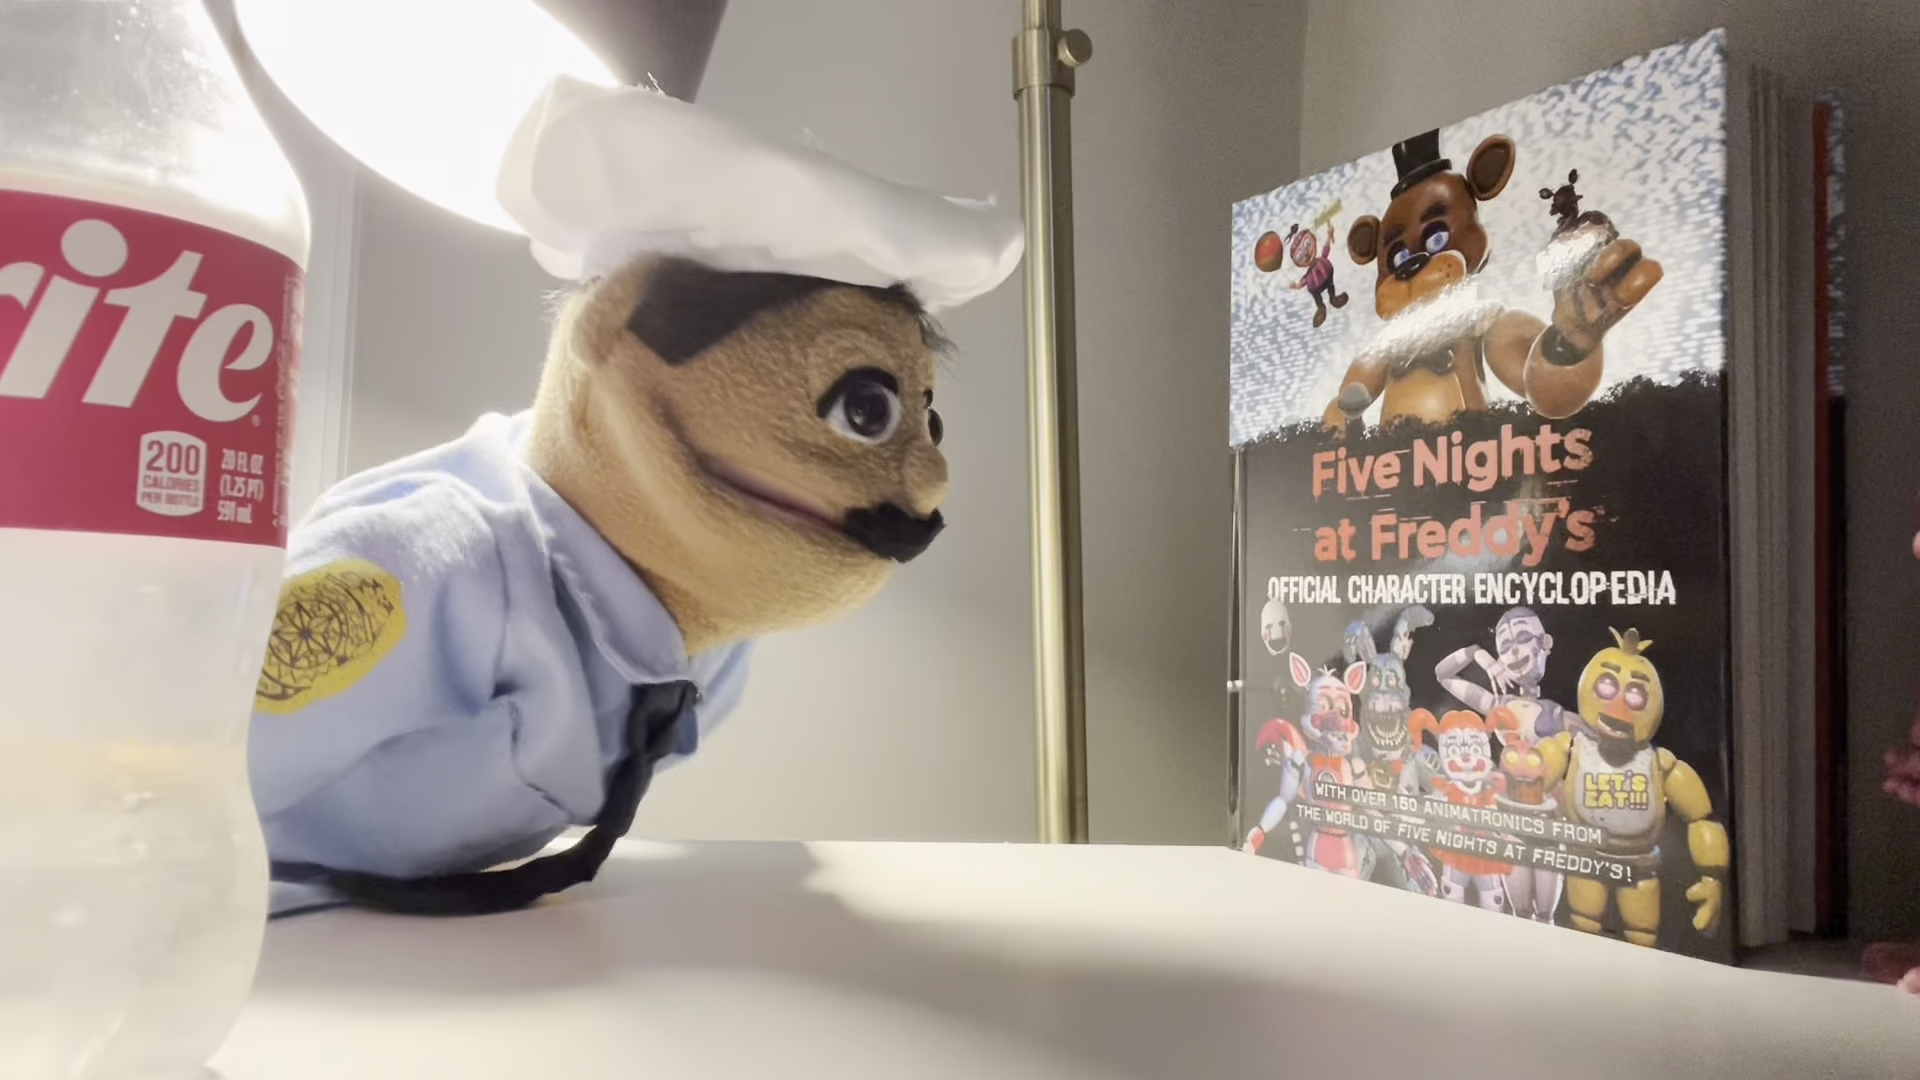 rite
200
CALORIES
PER BOTTLE
20 FL OZ
(1.25 PT)
591 mL
Five Nights
at Freddy's
OFFICIAL CHARACTER ENCYCLOPEDIA
LET'S
EAT!!!
WITH OVER 150 ANIMATRONICS FROM
THE WORLD OF FIVE NIGHTS AT FREDDY'S!